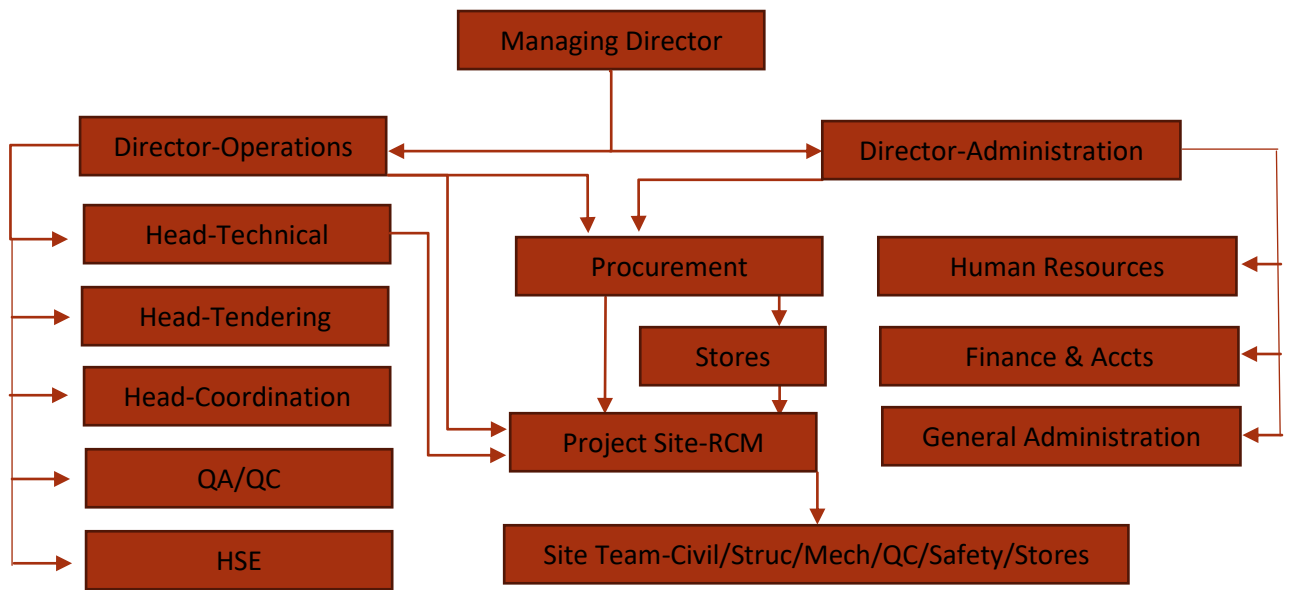 Managing Director
Director-Operations
Director-Administration
Head-Technical
Procurement
Human Resources
Head-Tendering
Stores
Finance & Accts
Head-Coordination
Project Site-RCM
General Administration
QA/QC
Site Team-Civil/Struc/Mech/QC/Safety/Stores
HSE